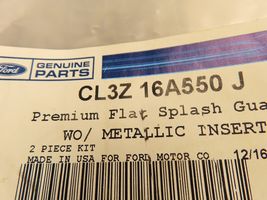 Ford
GENUINE
PARTS
CL3Z 16A550 J
Premium Flat Splash Gua
WO/ METALLIC INSERT
2 PIECE KIT
MADE IN USA FOR FORD MOTOR CO 12/16